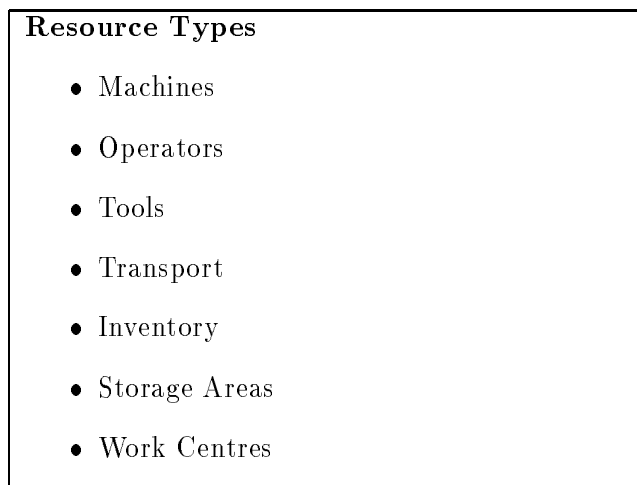 Resource Types
• Machines
• Operators
• Tools
• Transport
• Inventory
• Storage Areas
• Work Centres